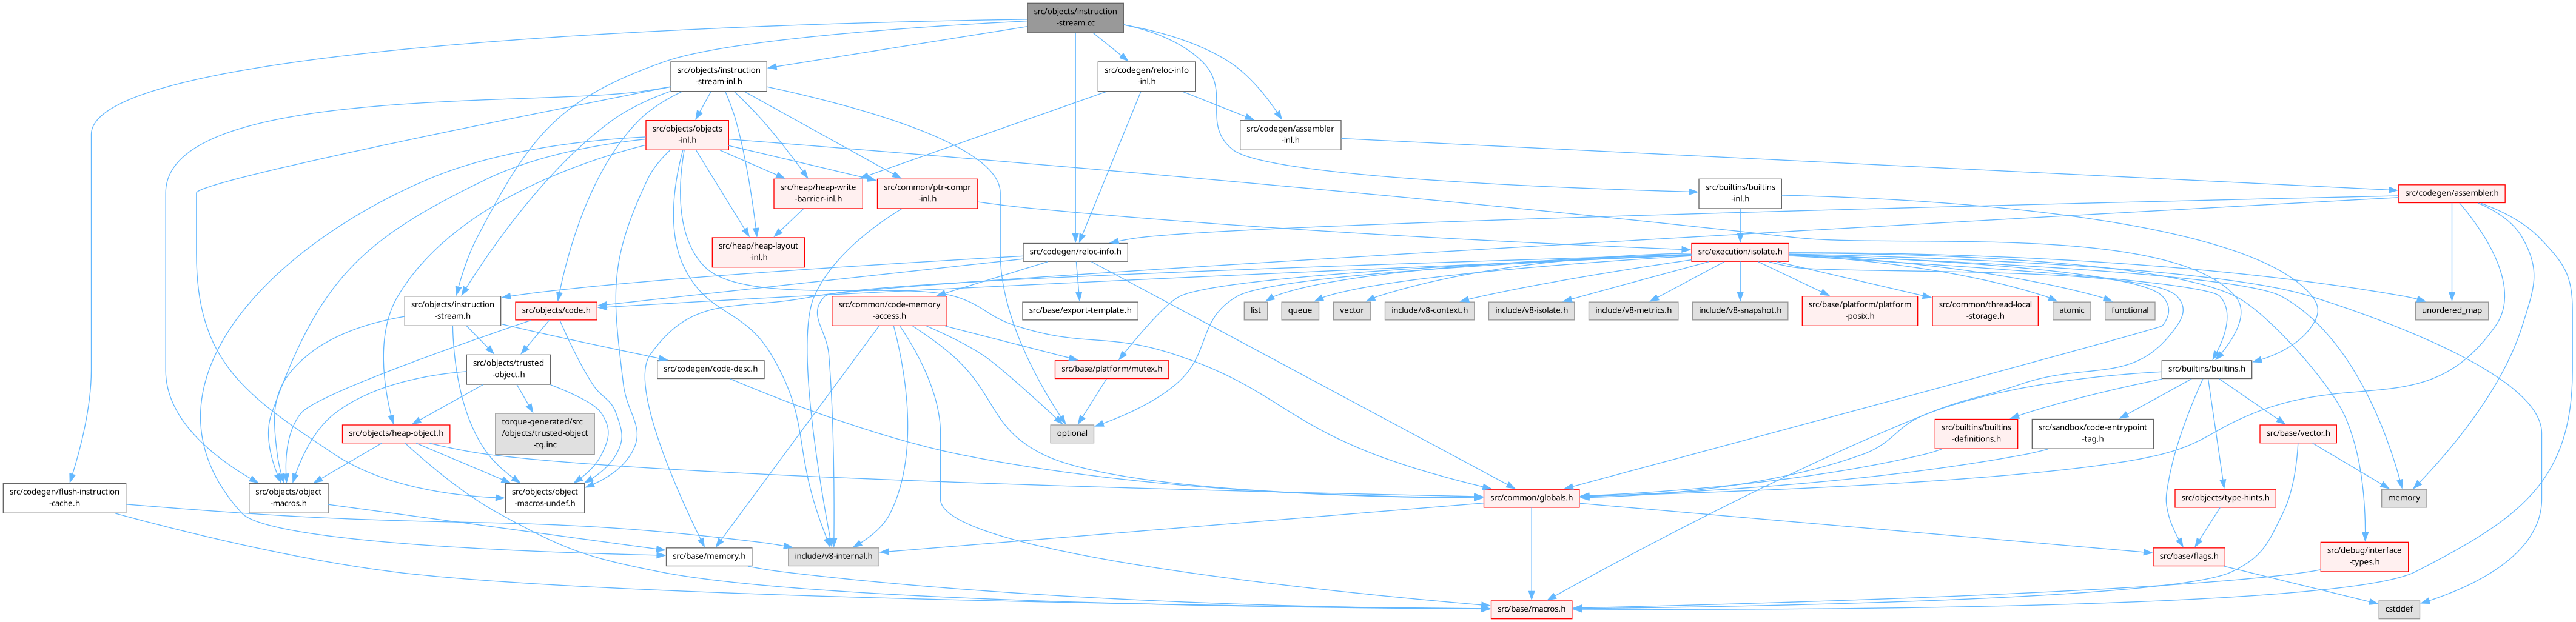 src/objects/instruction
-stream.cc
src/objects/instruction
-stream-inl.h
src/codegen/reloc-info
-inl.h
src/objects/objects
-inl.h
src/codegen/assembler
-inl.h
src/heap/heap-write
-barrier-inl.h
src/common/ptr-compr
-inl.h
src/builtins/builtins
-inl.h
src/codegen/assembler.h
src/heap/heap-layout
-inl.h
src/codegen/reloc-info.h
src/execution/isolate.h
src/objects/instruction
-stream.h
src/objects/code.h
src/common/code-memory
-access.h
src/base/export-template.h
list
queue
vector
include/v8-context.h
include/v8-isolate.h
include/v8-metrics.h
include/v8-snapshot.h
src/base/platform/platform
-posix.h
src/common/thread-local
-storage.h
atomic
functional
unordered_map
src/objects/trusted
-object.h
src/codegen/code-desc.h
src/base/platform/mutex.h
src/builtins/builtins.h
src/objects/heap-object.h
torque-generated/src
/objects/trusted-object
-tq.inc
optional
src/builtins/builtins
-definitions.h
src/sandbox/code-entrypoint
-tag.h
src/base/vector.h
src/codegen/flush-instruction
-cache.h
src/objects/object
-macros.h
src/objects/object
-macros-undef.h
src/common/globals.h
src/objects/type-hints.h
memory
src/base/memory.h
include/v8-internal.h
src/base/flags.h
src/debug/interface
-types.h
src/base/macros.h
cstddef